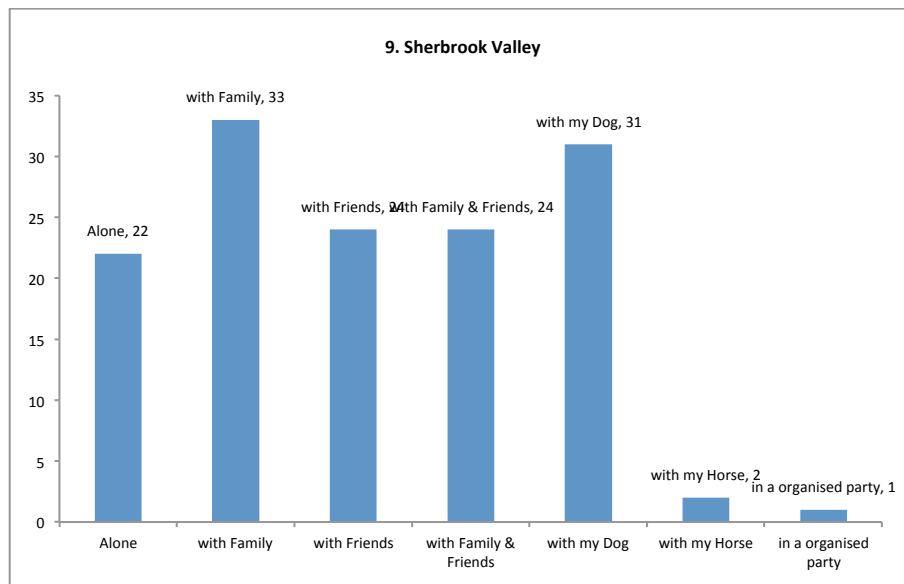 9. Sherbrook Valley
35
30
25
20
15
10
5
0
with Family, 33
with my Dog, 31
with Friends, 24
with Family & Friends, 24
Alone, 22
with my Horse, 2
in a organised party, 1
Alone
with Family
with Friends
with Family &
Friends
with my Dog
with my Horse
in a organised
party